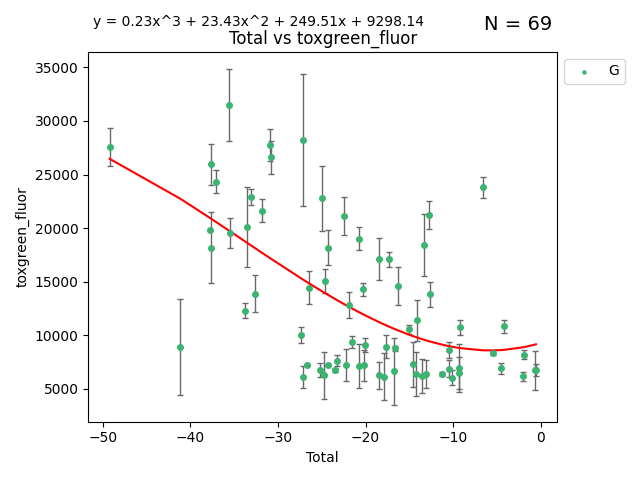 y = 0.23x^3 + 23.43x^2 + 249.51x + 9298.14
N = 69
Total vs toxgreen_fluor
G
35000
30000
25000
20000
15000
10000
5000
toxgreen_fluor
−50
−40
−30
−20
−10
0
Total